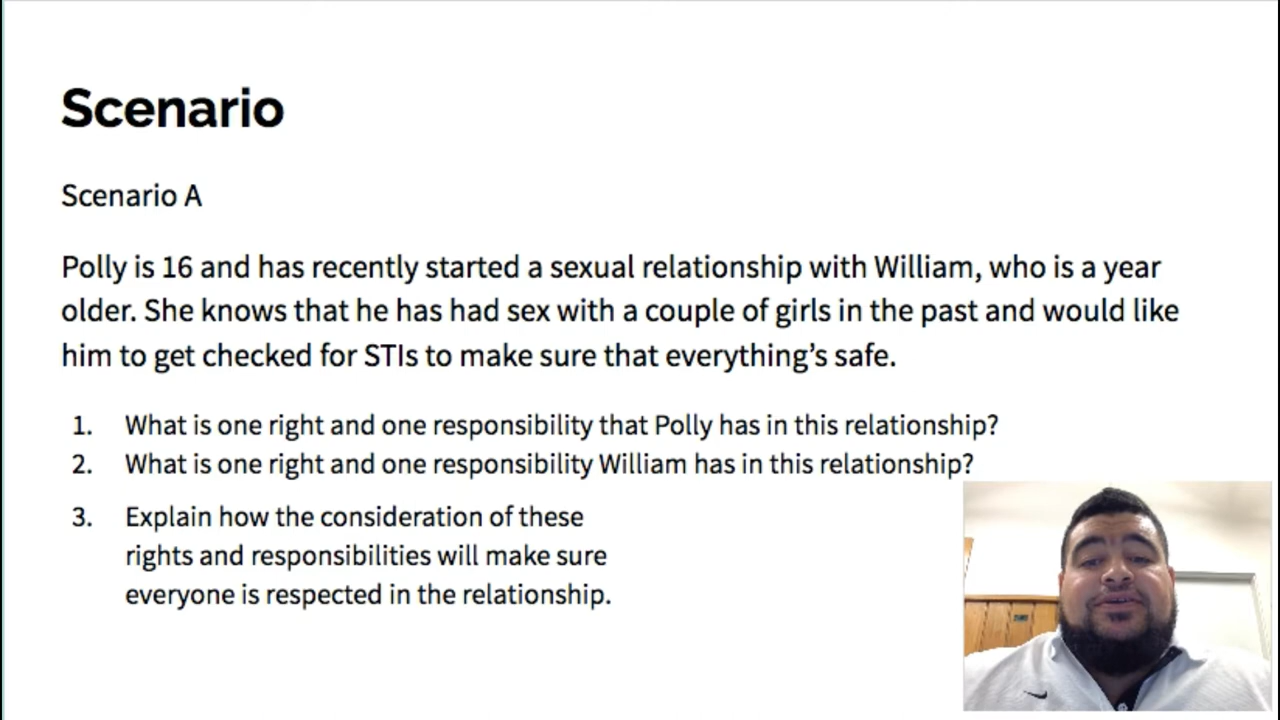 Scenario
Scenario A
Polly is 16 and has recently started a sexual relationship with William, who is a year
older. She knows that he has had sex with a couple of girls in the past and would like
him to get checked for STIs to make sure that everything’s safe.
1. What is one right and one responsibility that Polly has in this relationship?
2. What is one right and one responsibility William has in this relationship?
3. Explain how the consideration of these
rights and responsibilities will make sure
everyone is respected in the relationship.